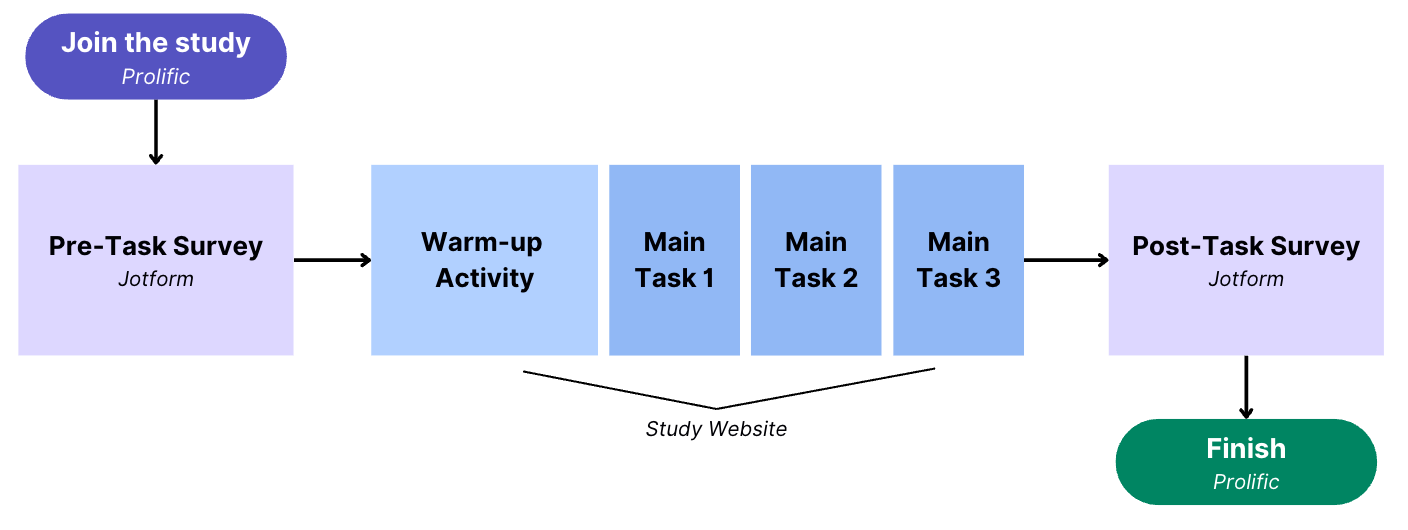 Join the study
Prolific
Pre-Task Survey
Jotform
Warm-up
Activity
Main
Task 1
Main
Task 2
Main
Task 3
Post-Task Survey
Jotform
Study Website
Finish
Prolific